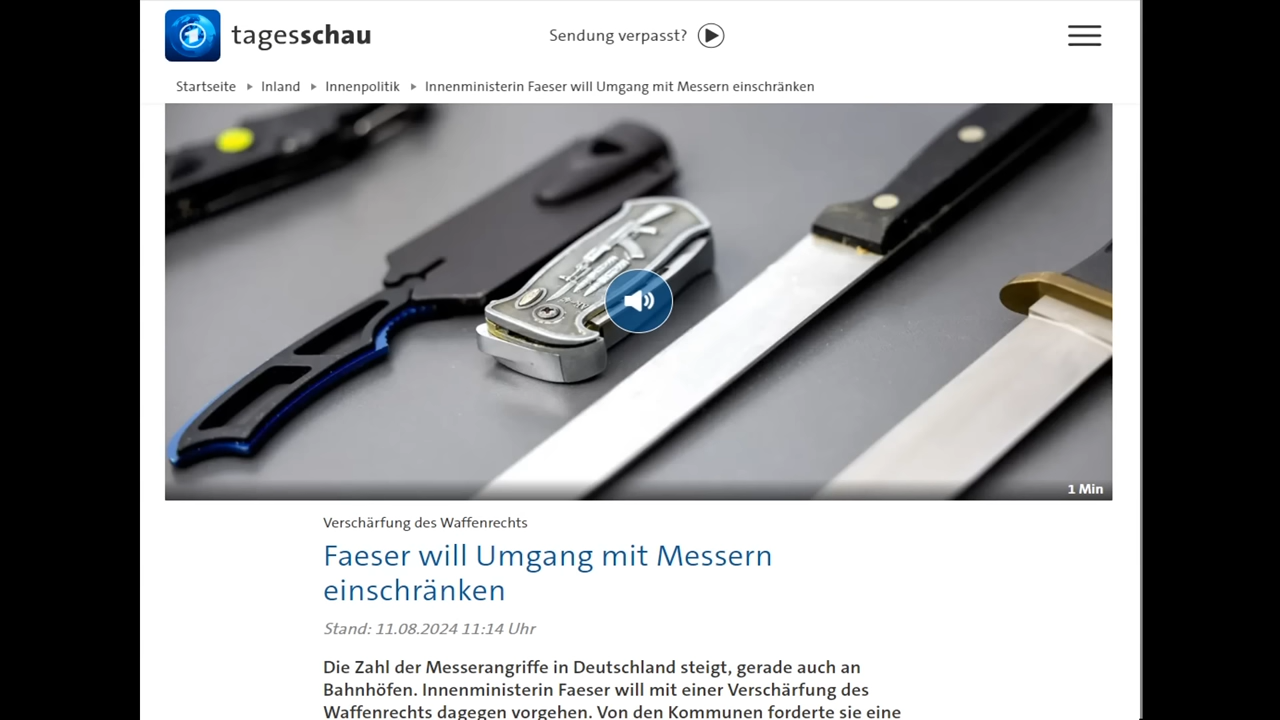 tagesschau
Sendung verpasst?
Startseite Inland Innenpolitik Innenministerin Faeser will Umgang mit Messern einschränken
1 Min
Verschärfung des Waffenrechts
Faeser will Umgang mit Messern
einschränken
Stand: 11.08.2024 11:14 Uhr
Die Zahl der Messerangriffe in Deutschland steigt, gerade auch an
Bahnhöfen. Innenministerin Faeser will mit einer Verschärfung des
Waffenrechts dagegen vorgehen. Von den Kommunen forderte sie eine